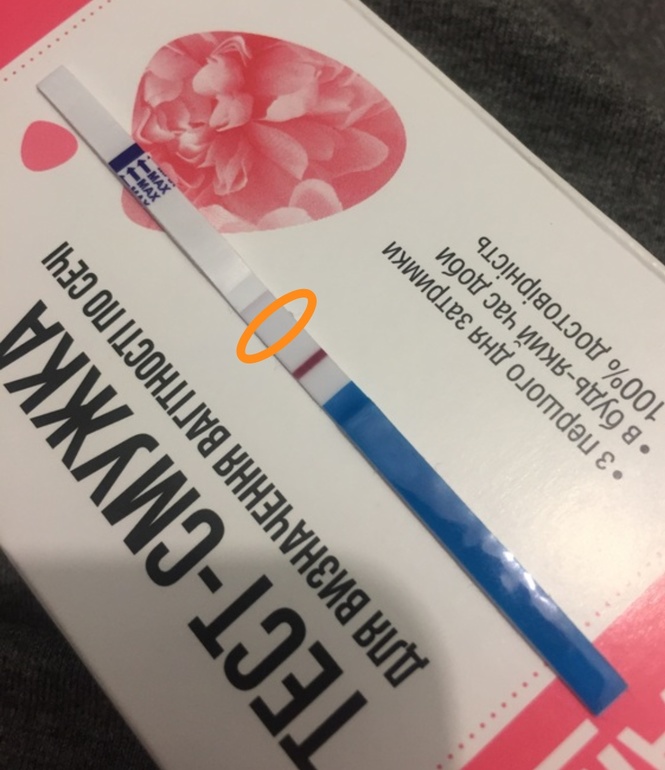 ТЕСТ-СМУЖКА
ДЛЯ ВИЗНАЧЕННЯ ВАГІТНОСТІ ПО СЕЧІ
• З першого дня затримки
• в будь-який час доби
100% достовірність
MAX
MAX